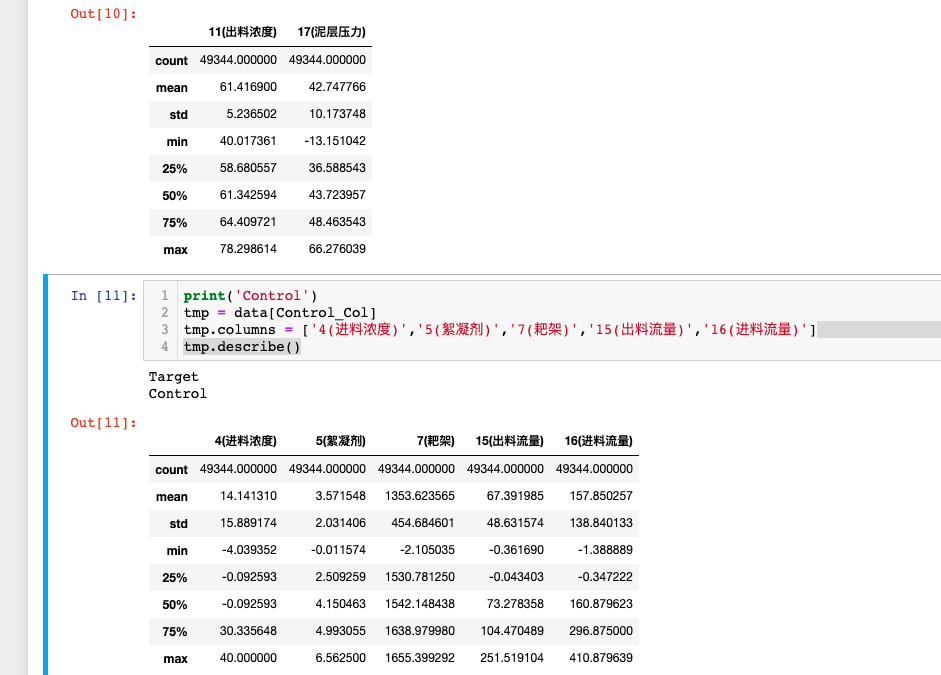 Out[10]:
11(出料浓度) 17(泥层压力)
count 49344.000000 49344.000000
mean 61.416900 42.747766
std 5.236502 10.173748
min 40.017361 -13.151042
25% 58.680557 36.588543
50% 61.342594 43.723957
75% 64.409721 48.463543
max 78.298614 66.276039
In [11]:
1 print('Control')
2 tmp = data[Control_Col]
3 tmp.columns = ['4(进料浓度)','5(絮凝剂)','7(耙架)','15(出料流量)','16(进料流量)']
4 tmp.describe()
Target
Control
Out[11]:
4(进料浓度) 5(絮凝剂) 7(耙架) 15(出料流量) 16(进料流量)
count 49344.000000 49344.000000 49344.000000 49344.000000 49344.000000
mean 14.141310 3.571548 1353.623565 67.391985 157.850257
std 15.889174 2.031406 454.684601 48.631574 138.840133
min -4.039352 -0.011574 -2.105035 -0.361690 -1.388889
25% -0.092593 2.509259 1530.781250 -0.043403 -0.347222
50% -0.092593 4.150463 1542.148438 73.278358 160.879623
75% 30.335648 4.993055 1638.979980 104.470489 296.875000
max 40.000000 6.562500 1655.399292 251.519104 410.879639